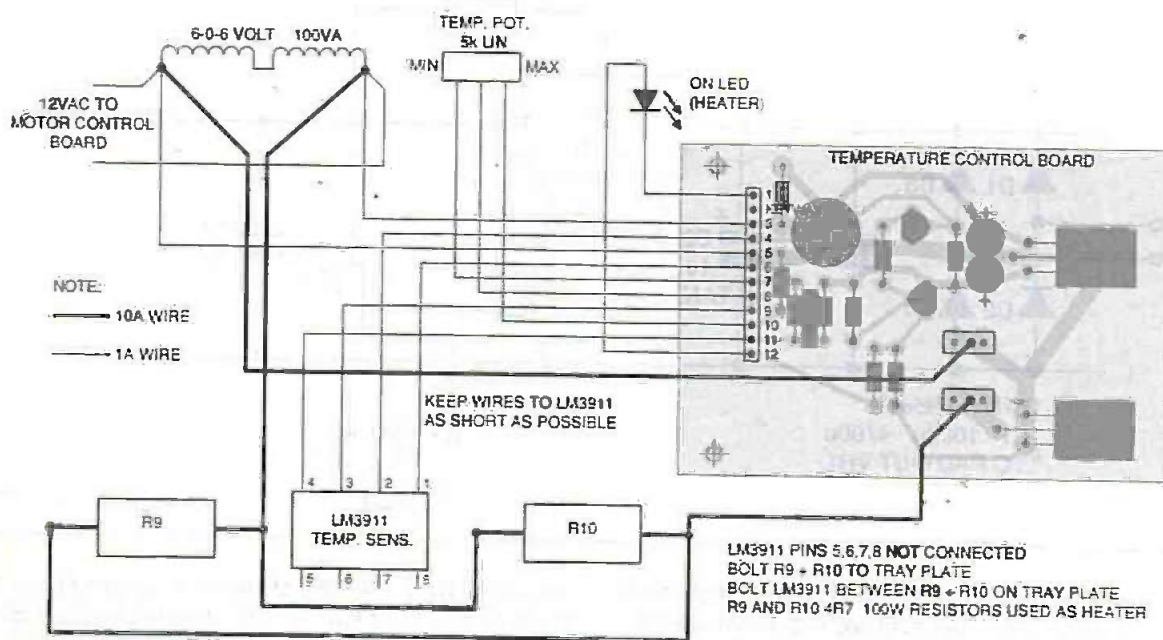 6-0-6 VOLT 100VA
TEMP. POT.
5k LIN
MIN MAX
12VAC TO
MOTOR CONTROL
BOARD
ON LED
(HEATER)
TEMPERATURE CONTROL BOARD
1
3
4
5
6
7
8
9
10
11
12
NOTE:
10A WIRE
1A WIRE
KEEP WIRES TO LM3911
AS SHORT AS POSSIBLE
4 3 2 1
R9
LM3911
TEMP. SENS.
R10
5 6 7 8
LM3911 PINS 5,6,7,8 NOT CONNECTED
BOLT R9 + R10 TO TRAY PLATE
BOLT LM3911 BETWEEN R9 + R10 ON TRAY PLATE
R9 AND R10 4R7 100W RESISTORS USED AS HEATER